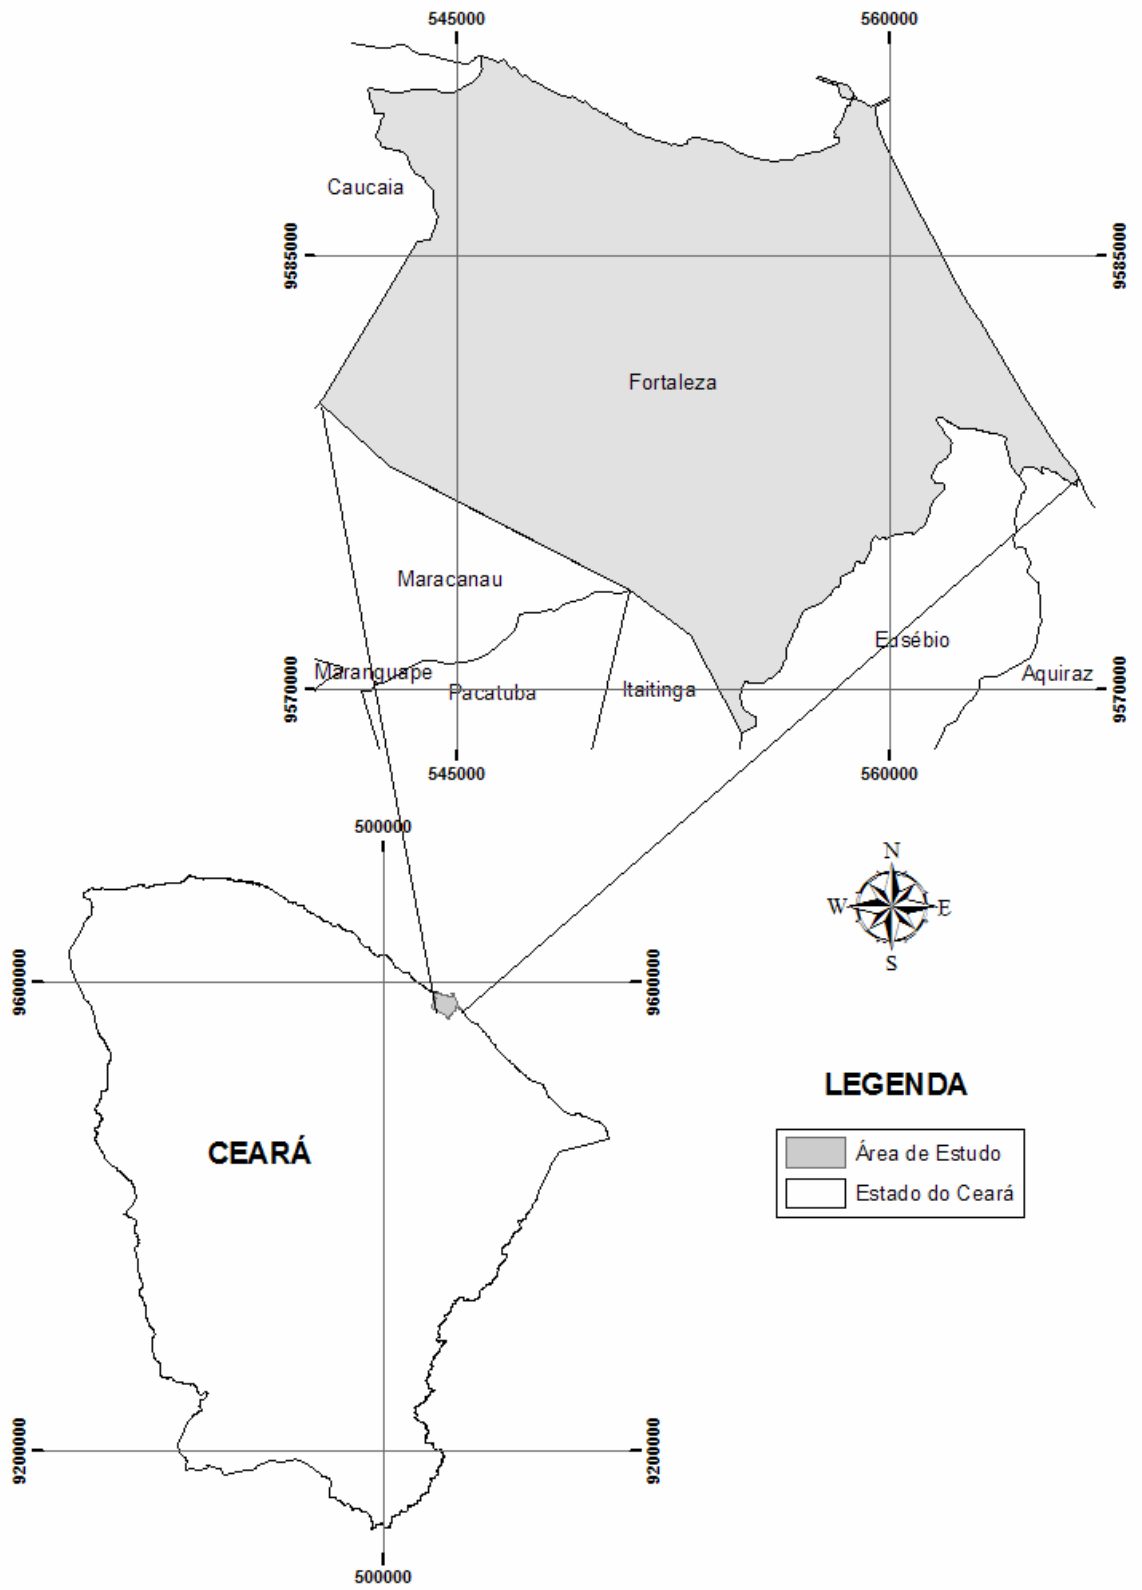 545000
560000
Caucaia
9585000
9585000
Fortaleza
Maracanau
Eusébio
Maranguape
Pacatuba
Itaitinga
Aquiraz
9570000
9570000
545000
560000
500000
N
W
E
S
9600000
9600000
LEGENDA
CEARÁ
Área de Estudo
Estado do Ceará
9200000
9200000
500000